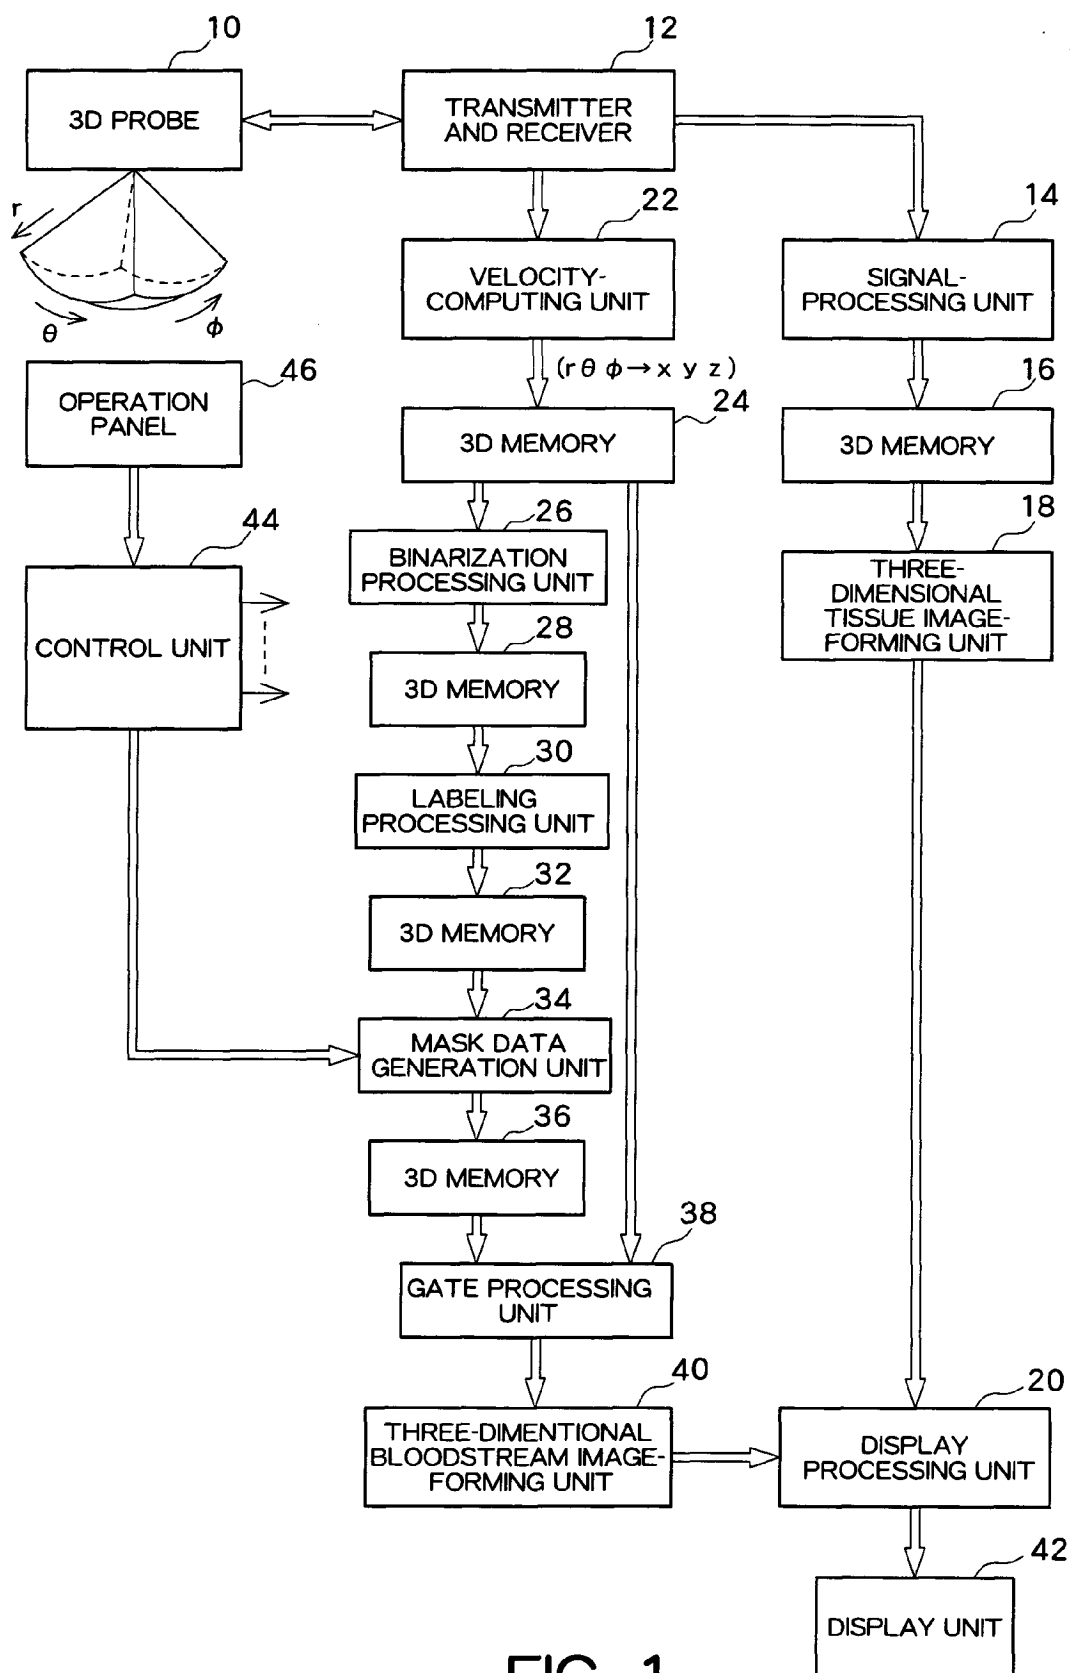 10
3D PROBE
12
TRANSMITTER
AND RECEIVER
r
θ
ϕ
22
VELOCITY-
COMPUTING UNIT
14
SIGNAL-
PROCESSING UNIT
46
OPERATION
PANEL
(r θ ϕ→x y z)
24
3D MEMORY
16
3D MEMORY
44
CONTROL UNIT
26
BINARIZATION
PROCESSING UNIT
18
THREE-
DIMENSIONAL
TISSUE IMAGE-
FORMING UNIT
28
3D MEMORY
30
LABELING
PROCESSING UNIT
32
3D MEMORY
34
MASK DATA
GENERATION UNIT
36
3D MEMORY
38
GATE PROCESSING
UNIT
40
THREE-DIMENTIONAL
BLOODSTREAM IMAGE-
FORMING UNIT
20
DISPLAY
PROCESSING UNIT
42
DISPLAY UNIT
FIG. 1